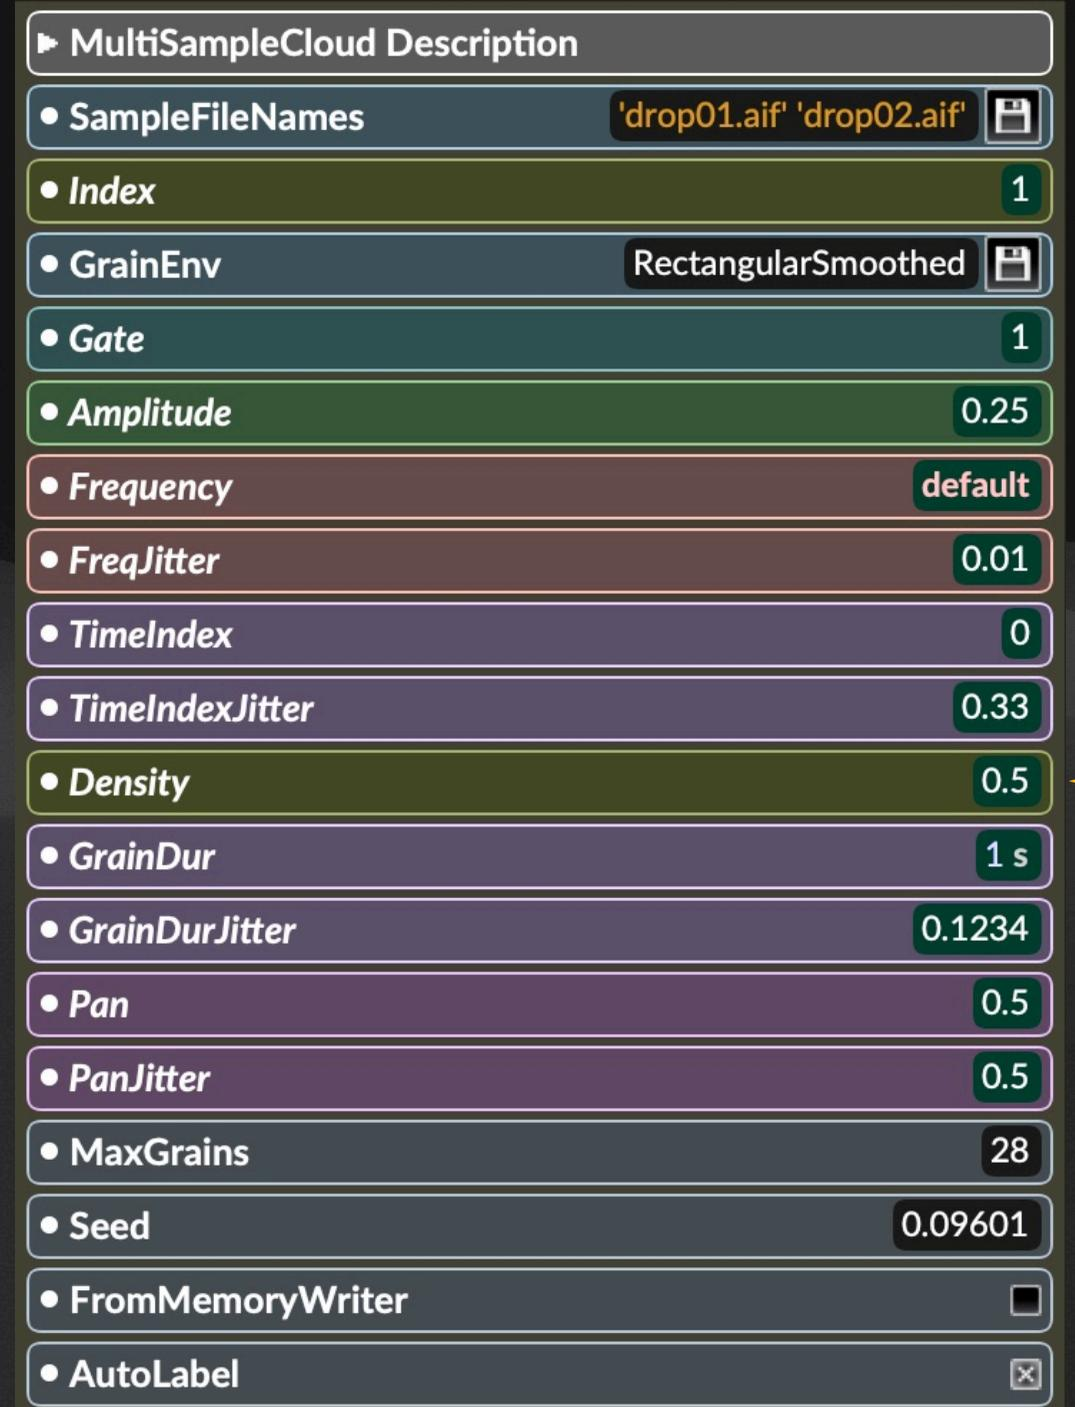 MultiSampleCloud Description
SampleFileNames 'drop01.aif' 'drop02.aif'
Index 1
GrainEnv RectangularSmoothed
Gate 1
Amplitude 0.25
Frequency default
FreqJitter 0.01
TimeIndex 0
TimeIndexJitter 0.33
Density 0.5
GrainDur 1 s
GrainDurJitter 0.1234
Pan 0.5
PanJitter 0.5
MaxGrains 28
Seed 0.09601
FromMemoryWriter
AutoLabel